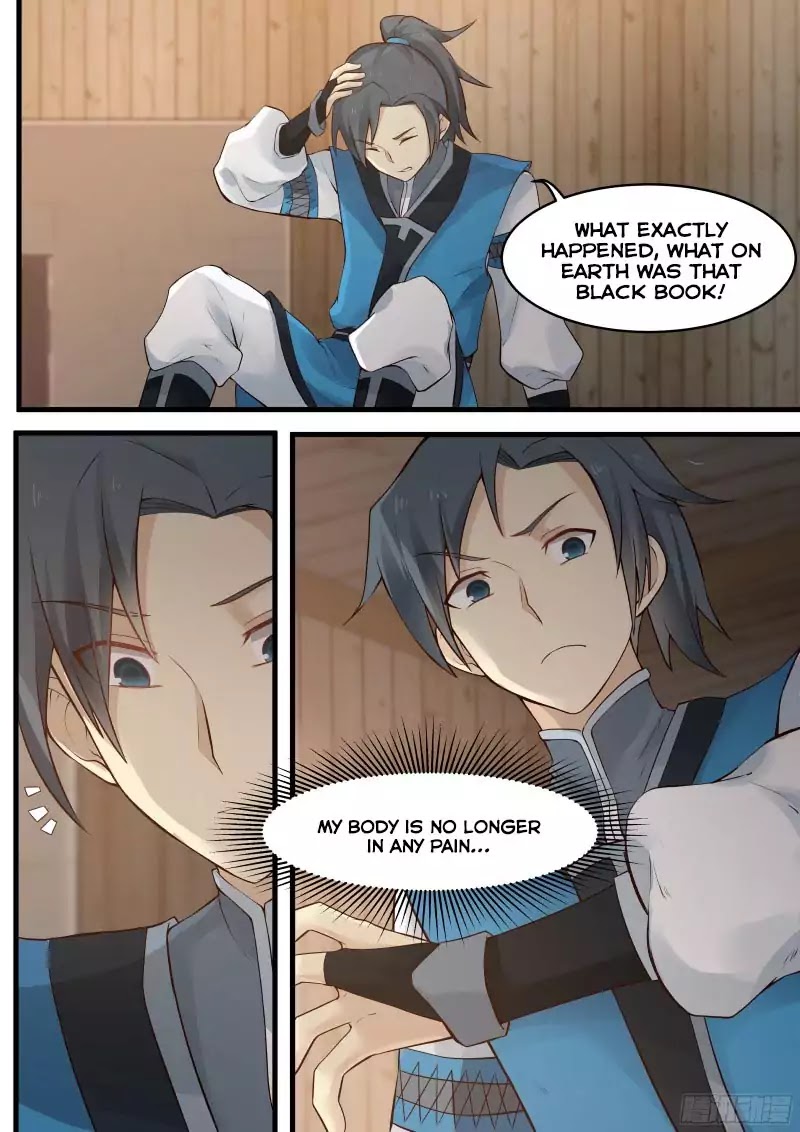 WHAT EXACTLY
HAPPENED, WHAT ON
EARTH WAS THAT
BLACK BOOK!
MY BODY IS NO LONGER
IN ANY PAIN...